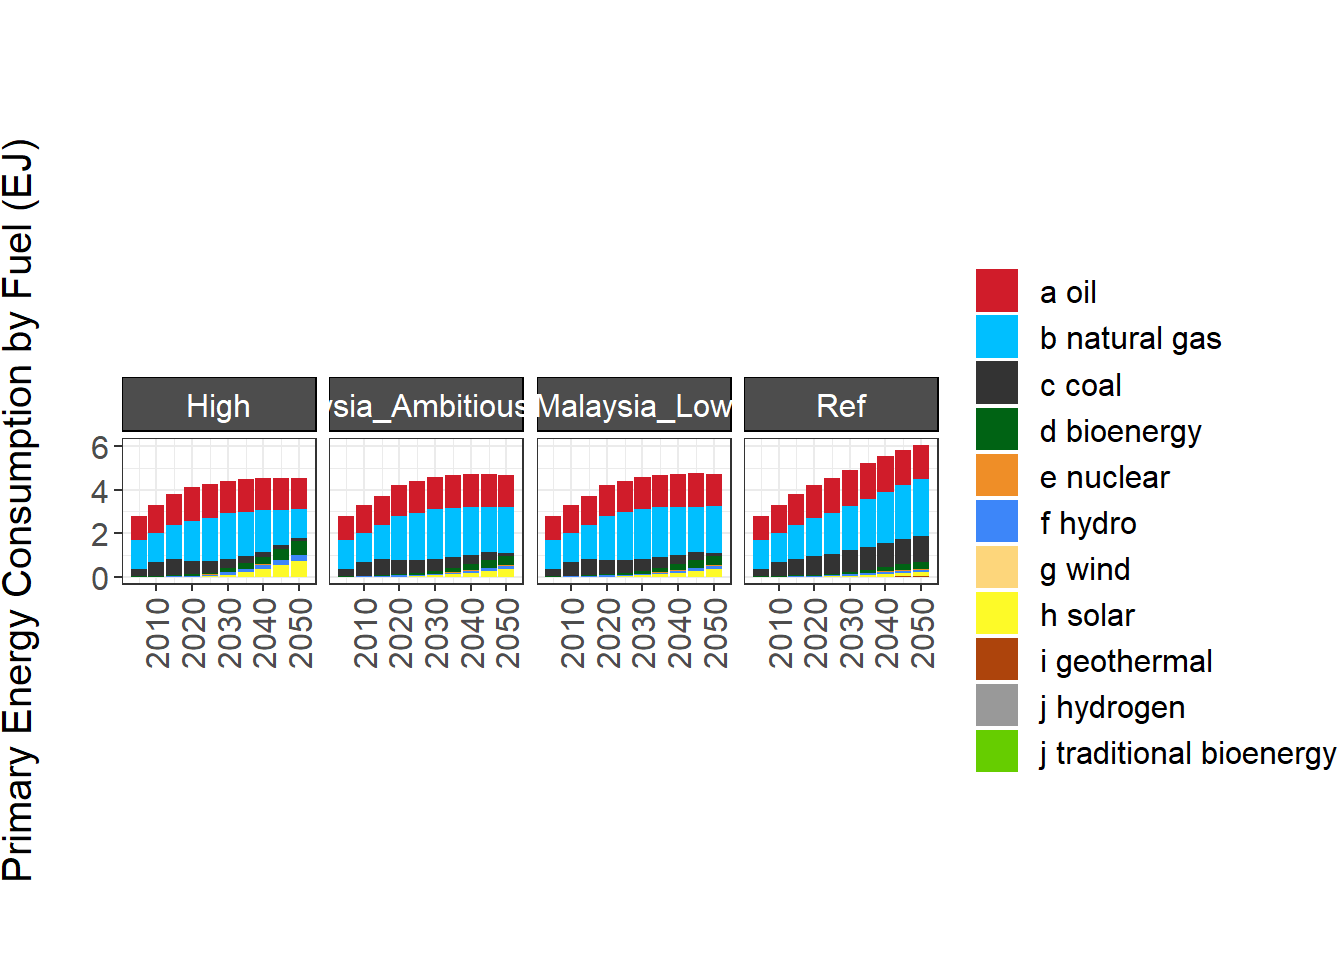 Primary Energy Consumption by Fuel (EJ)
High
ysia_Ambitious
Malaysia_Low
Ref
6
4
2
0
2010
2020
2030
2040
2050
2010
2020
2030
2040
2050
2010
2020
2030
2040
2050
2010
2020
2030
2040
2050
a oil
b natural gas
c coal
d bioenergy
e nuclear
f hydro
g wind
h solar
i geothermal
j hydrogen
j traditional bioenergy